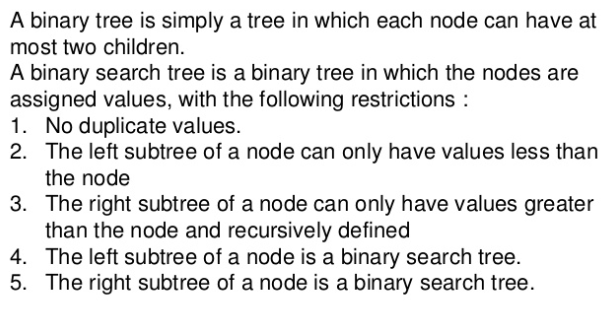 A binary tree is simply a tree in which each node can have at
most two children.
A binary search tree is a binary tree in which the nodes are
assigned values, with the following restrictions :
1. No duplicate values.
2. The left subtree of a node can only have values less than
the node
3. The right subtree of a node can only have values greater
than the node and recursively defined
4. The left subtree of a node is a binary search tree.
5. The right subtree of a node is a binary search tree.